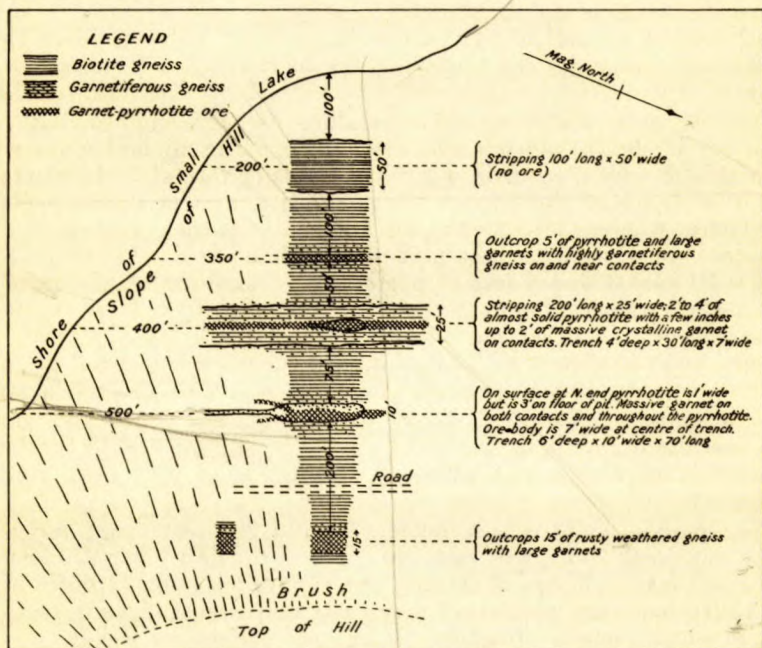 LEGEND
Biotite gneiss
Garnetiferous gneiss
Garnet-pyrrhotite ore
Mag. North
Shore of small Lake
Slope of Hill
100'
200'
50'
Stripping 100' long x 50' wide
(no ore)
100'
350'
Outcrop 5' of pyrrhotite and large
garnets with highly garnetiferous
gneiss on and near contacts
50'
400'
25'
Stripping 200' long x 25' wide; 2' to 4' of
almost solid pyrrhotite with a few inches
up to 2' of massive crystalline garnet
on contacts. Trench 4' deep x 30' long x 7' wide
75'
500'
10'
On surface at N. end pyrrhotite is 1' wide
but is 3' on floor of pit. Massive garnet on
both contacts and throughout the pyrrhotite.
Ore-body is 7' wide at centre of trench.
Trench 6' deep x 10' wide x 70' long
200'
Road
15
Outcrops 15' of rusty weathered gneiss
with large garnets
Brush
Top of Hill